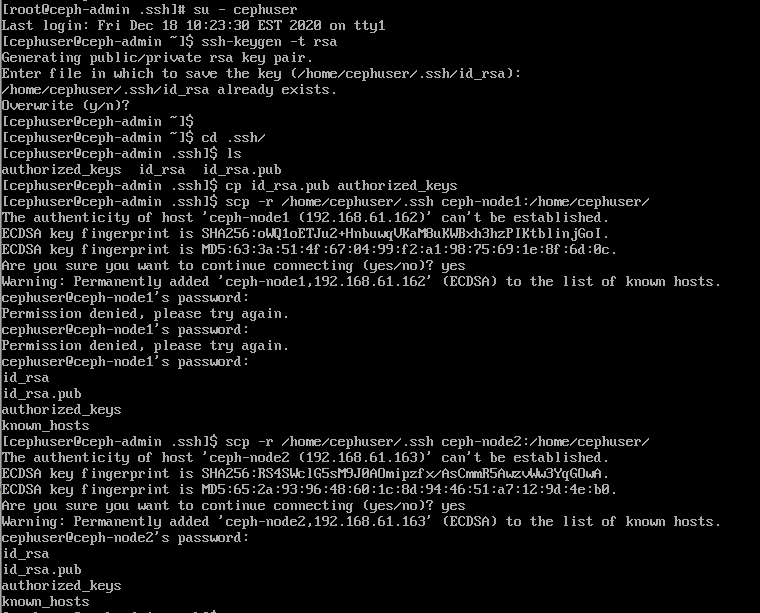 [root@ceph-admin .ssh]# su - cephuser
Last login: Fri Dec 18 10:23:30 EST 2020 on tty1
[cephuser@ceph-admin ~]$ ssh-keygen -t rsa
Generating public/private rsa key pair.
Enter file in which to save the key (/home/cephuser/.ssh/id_rsa):
/home/cephuser/.ssh/id_rsa already exists.
Overwrite (y/n)?
[cephuser@ceph-admin ~]$
[cephuser@ceph-admin ~]$ cd .ssh/
[cephuser@ceph-admin .ssh]$ ls
authorized_keys  id_rsa  id_rsa.pub
[cephuser@ceph-admin .ssh]$ cp id_rsa.pub authorized_keys
[cephuser@ceph-admin .ssh]$ scp -r /home/cephuser/.ssh ceph-node1:/home/cephuser/
The authenticity of host 'ceph-node1 (192.168.61.162)' can't be established.
ECDSA key fingerprint is SHA256:oWQ1oETJu2+HnbuwqVKaM8uKWBxh3hzPIKtblinjGoI.
ECDSA key fingerprint is MD5:63:3a:51:4f:67:04:99:f2:a1:98:75:69:1e:8f:6d:0c.
Are you sure you want to continue connecting (yes/no)? yes
Warning: Permanently added 'ceph-node1,192.168.61.162' (ECDSA) to the list of known hosts.
cephuser@ceph-node1's password:
Permission denied, please try again.
cephuser@ceph-node1's password:
Permission denied, please try again.
cephuser@ceph-node1's password:
id_rsa
id_rsa.pub
authorized_keys
known_hosts
[cephuser@ceph-admin .ssh]$ scp -r /home/cephuser/.ssh ceph-node2:/home/cephuser/
The authenticity of host 'ceph-node2 (192.168.61.163)' can't be established.
ECDSA key fingerprint is SHA256:RS4SWclG5sM9J0AOmipzfx/AsCmmR5AwzvWw3YqGOwA.
ECDSA key fingerprint is MD5:65:2a:93:96:48:60:1c:8d:94:46:51:a7:12:9d:4e:b0.
Are you sure you want to continue connecting (yes/no)? yes
Warning: Permanently added 'ceph-node2,192.168.61.163' (ECDSA) to the list of known hosts.
cephuser@ceph-node2's password:
id_rsa
id_rsa.pub
authorized_keys
known_hosts